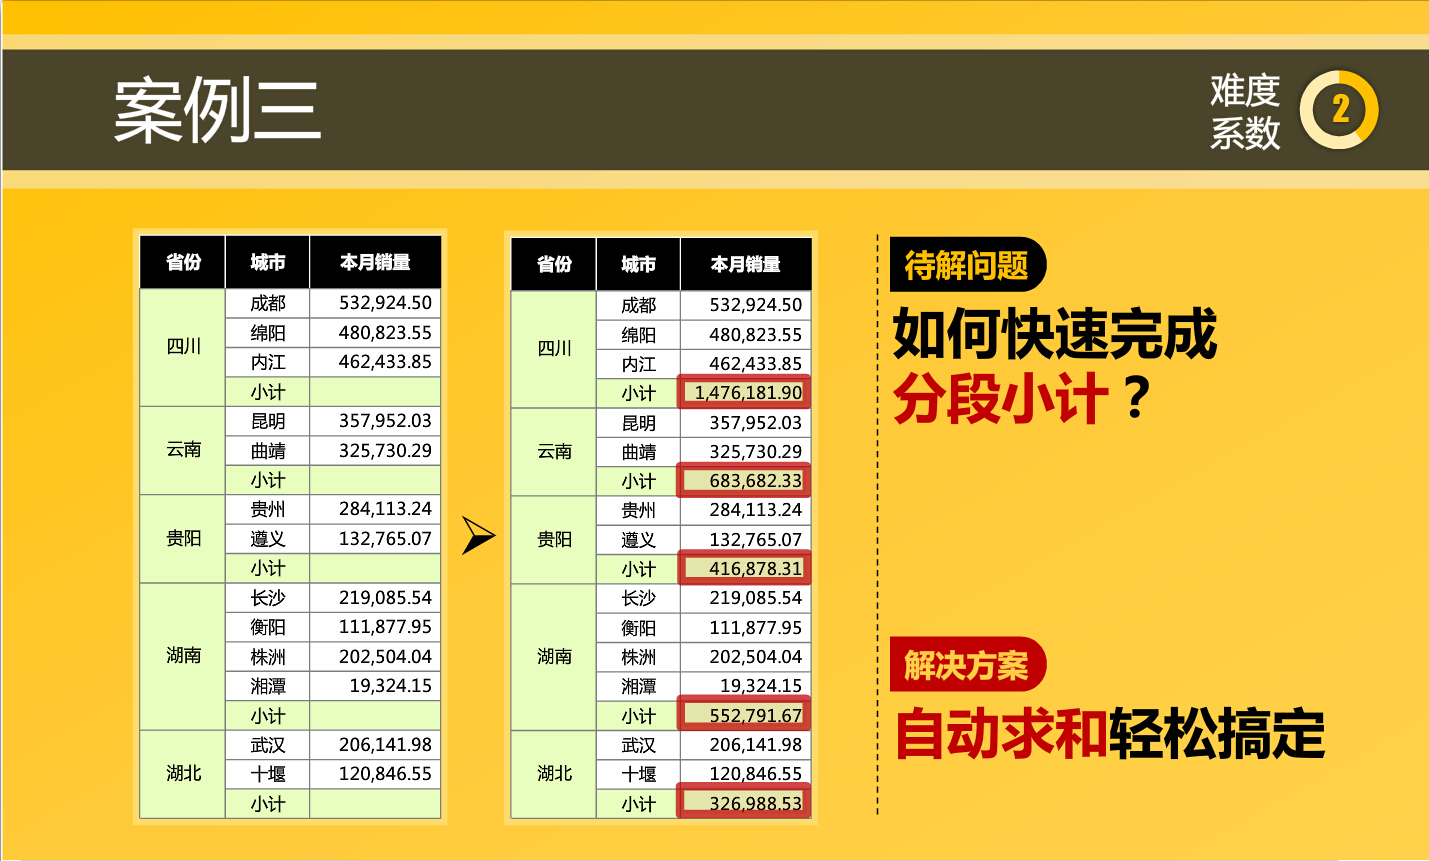 案例三
难度
系数
2
省份 城市 本月销量
四川 成都 532,924.50
绵阳 480,823.55
内江 462,433.85
小计
云南 昆明 357,952.03
曲靖 325,730.29
小计
贵阳 贵州 284,113.24
遵义 132,765.07
小计
湖南 长沙 219,085.54
衡阳 111,877.95
株洲 202,504.04
湘潭 19,324.15
小计
湖北 武汉 206,141.98
十堰 120,846.55
小计
省份 城市 本月销量
四川 成都 532,924.50
绵阳 480,823.55
内江 462,433.85
小计 1,476,181.90
云南 昆明 357,952.03
曲靖 325,730.29
小计 683,682.33
贵阳 贵州 284,113.24
遵义 132,765.07
小计 416,878.31
湖南 长沙 219,085.54
衡阳 111,877.95
株洲 202,504.04
湘潭 19,324.15
小计 552,791.67
湖北 武汉 206,141.98
十堰 120,846.55
小计 326,988.53
待解问题
如何快速完成
分段小计？
解决方案
自动求和轻松搞定